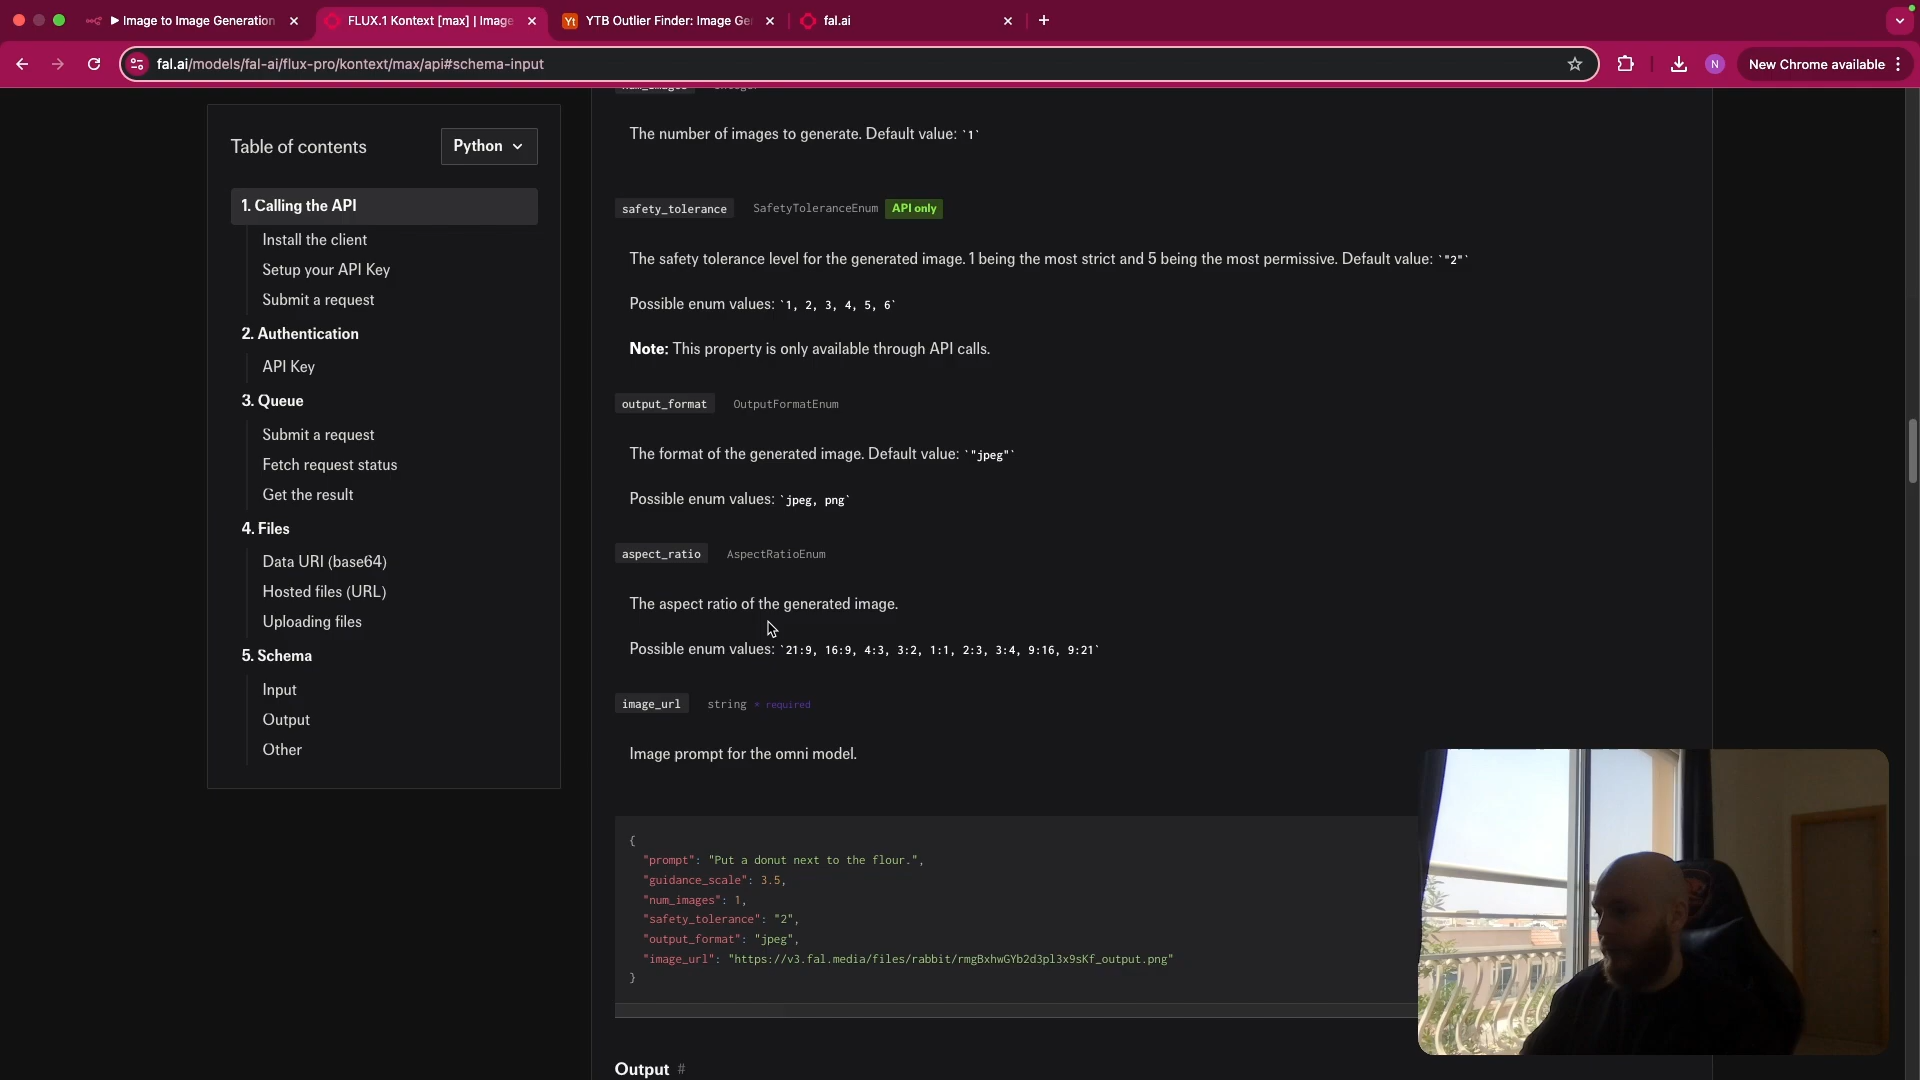 Image to Image Generation
FLUX.1 Kontext [max] | Image
Yt
YTB Outlier Finder: Image Ge
fal.ai
fal.ai/models/fal-ai/flux-pro/kontext/max/api#schema-input
N
New Chrome available
Table of contents
Python
1. Calling the API
Install the client
Setup your API Key
Submit a request
2. Authentication
API Key
3. Queue
Submit a request
Fetch request status
Get the result
4. Files
Data URI (base64)
Hosted files (URL)
Uploading files
5. Schema
Input
Output
Other
num_images integer
The number of images to generate. Default value: `1`
safety_tolerance SafetyToleranceEnum API only
The safety tolerance level for the generated image. 1 being the most strict and 5 being the most permissive. Default value: `"2"`
Possible enum values: `1, 2, 3, 4, 5, 6`
Note: This property is only available through API calls.
output_format OutputFormatEnum
The format of the generated image. Default value: `"jpeg"`
Possible enum values: `jpeg, png`
aspect_ratio AspectRatioEnum
The aspect ratio of the generated image.
Possible enum values: `21:9, 16:9, 4:3, 3:2, 1:1, 2:3, 3:4, 9:16, 9:21`
image_url string * required
Image prompt for the omni model.
{
"prompt": "Put a donut next to the flour.",
"guidance_scale": 3.5,
"num_images": 1,
"safety_tolerance": "2",
"output_format": "jpeg",
"image_url": "https://v3.fal.media/files/rabbit/rmgBxhwGYb2d3pl3x9sKf_output.png"
}
Output #